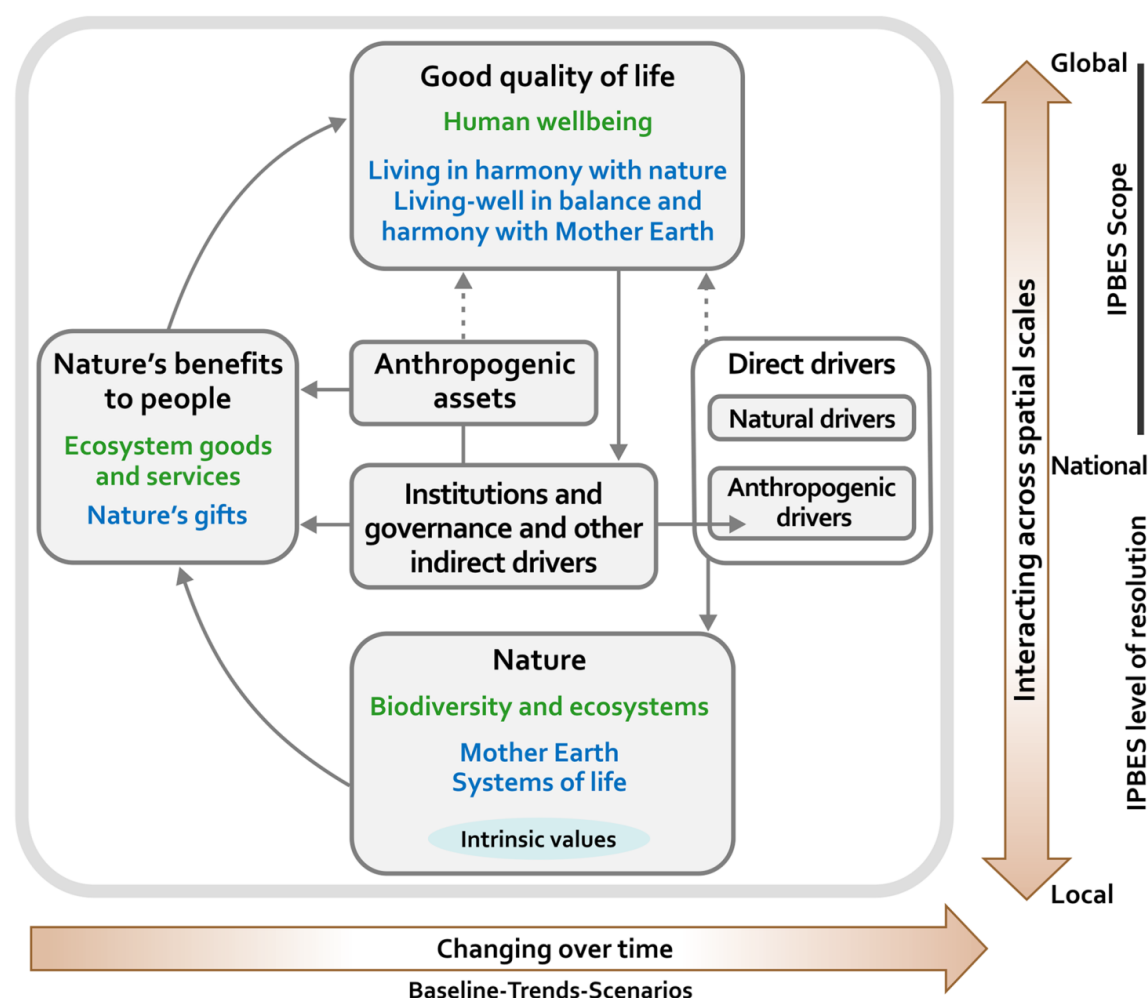 Good quality of life
Human wellbeing
Living in harmony with nature
Living-well in balance and
harmony with Mother Earth
Nature's benefits
to people
Ecosystem goods
and services
Nature's gifts
Anthropogenic
assets
Institutions and
governance and other
indirect drivers
Direct drivers
Natural drivers
Anthropogenic
drivers
Nature
Biodiversity and ecosystems
Mother Earth
Systems of life
Intrinsic values
Changing over time
Baseline-Trends-Scenarios
Interacting across spatial scales
Global
IPBES Scope
National
IPBES level of resolution
Local